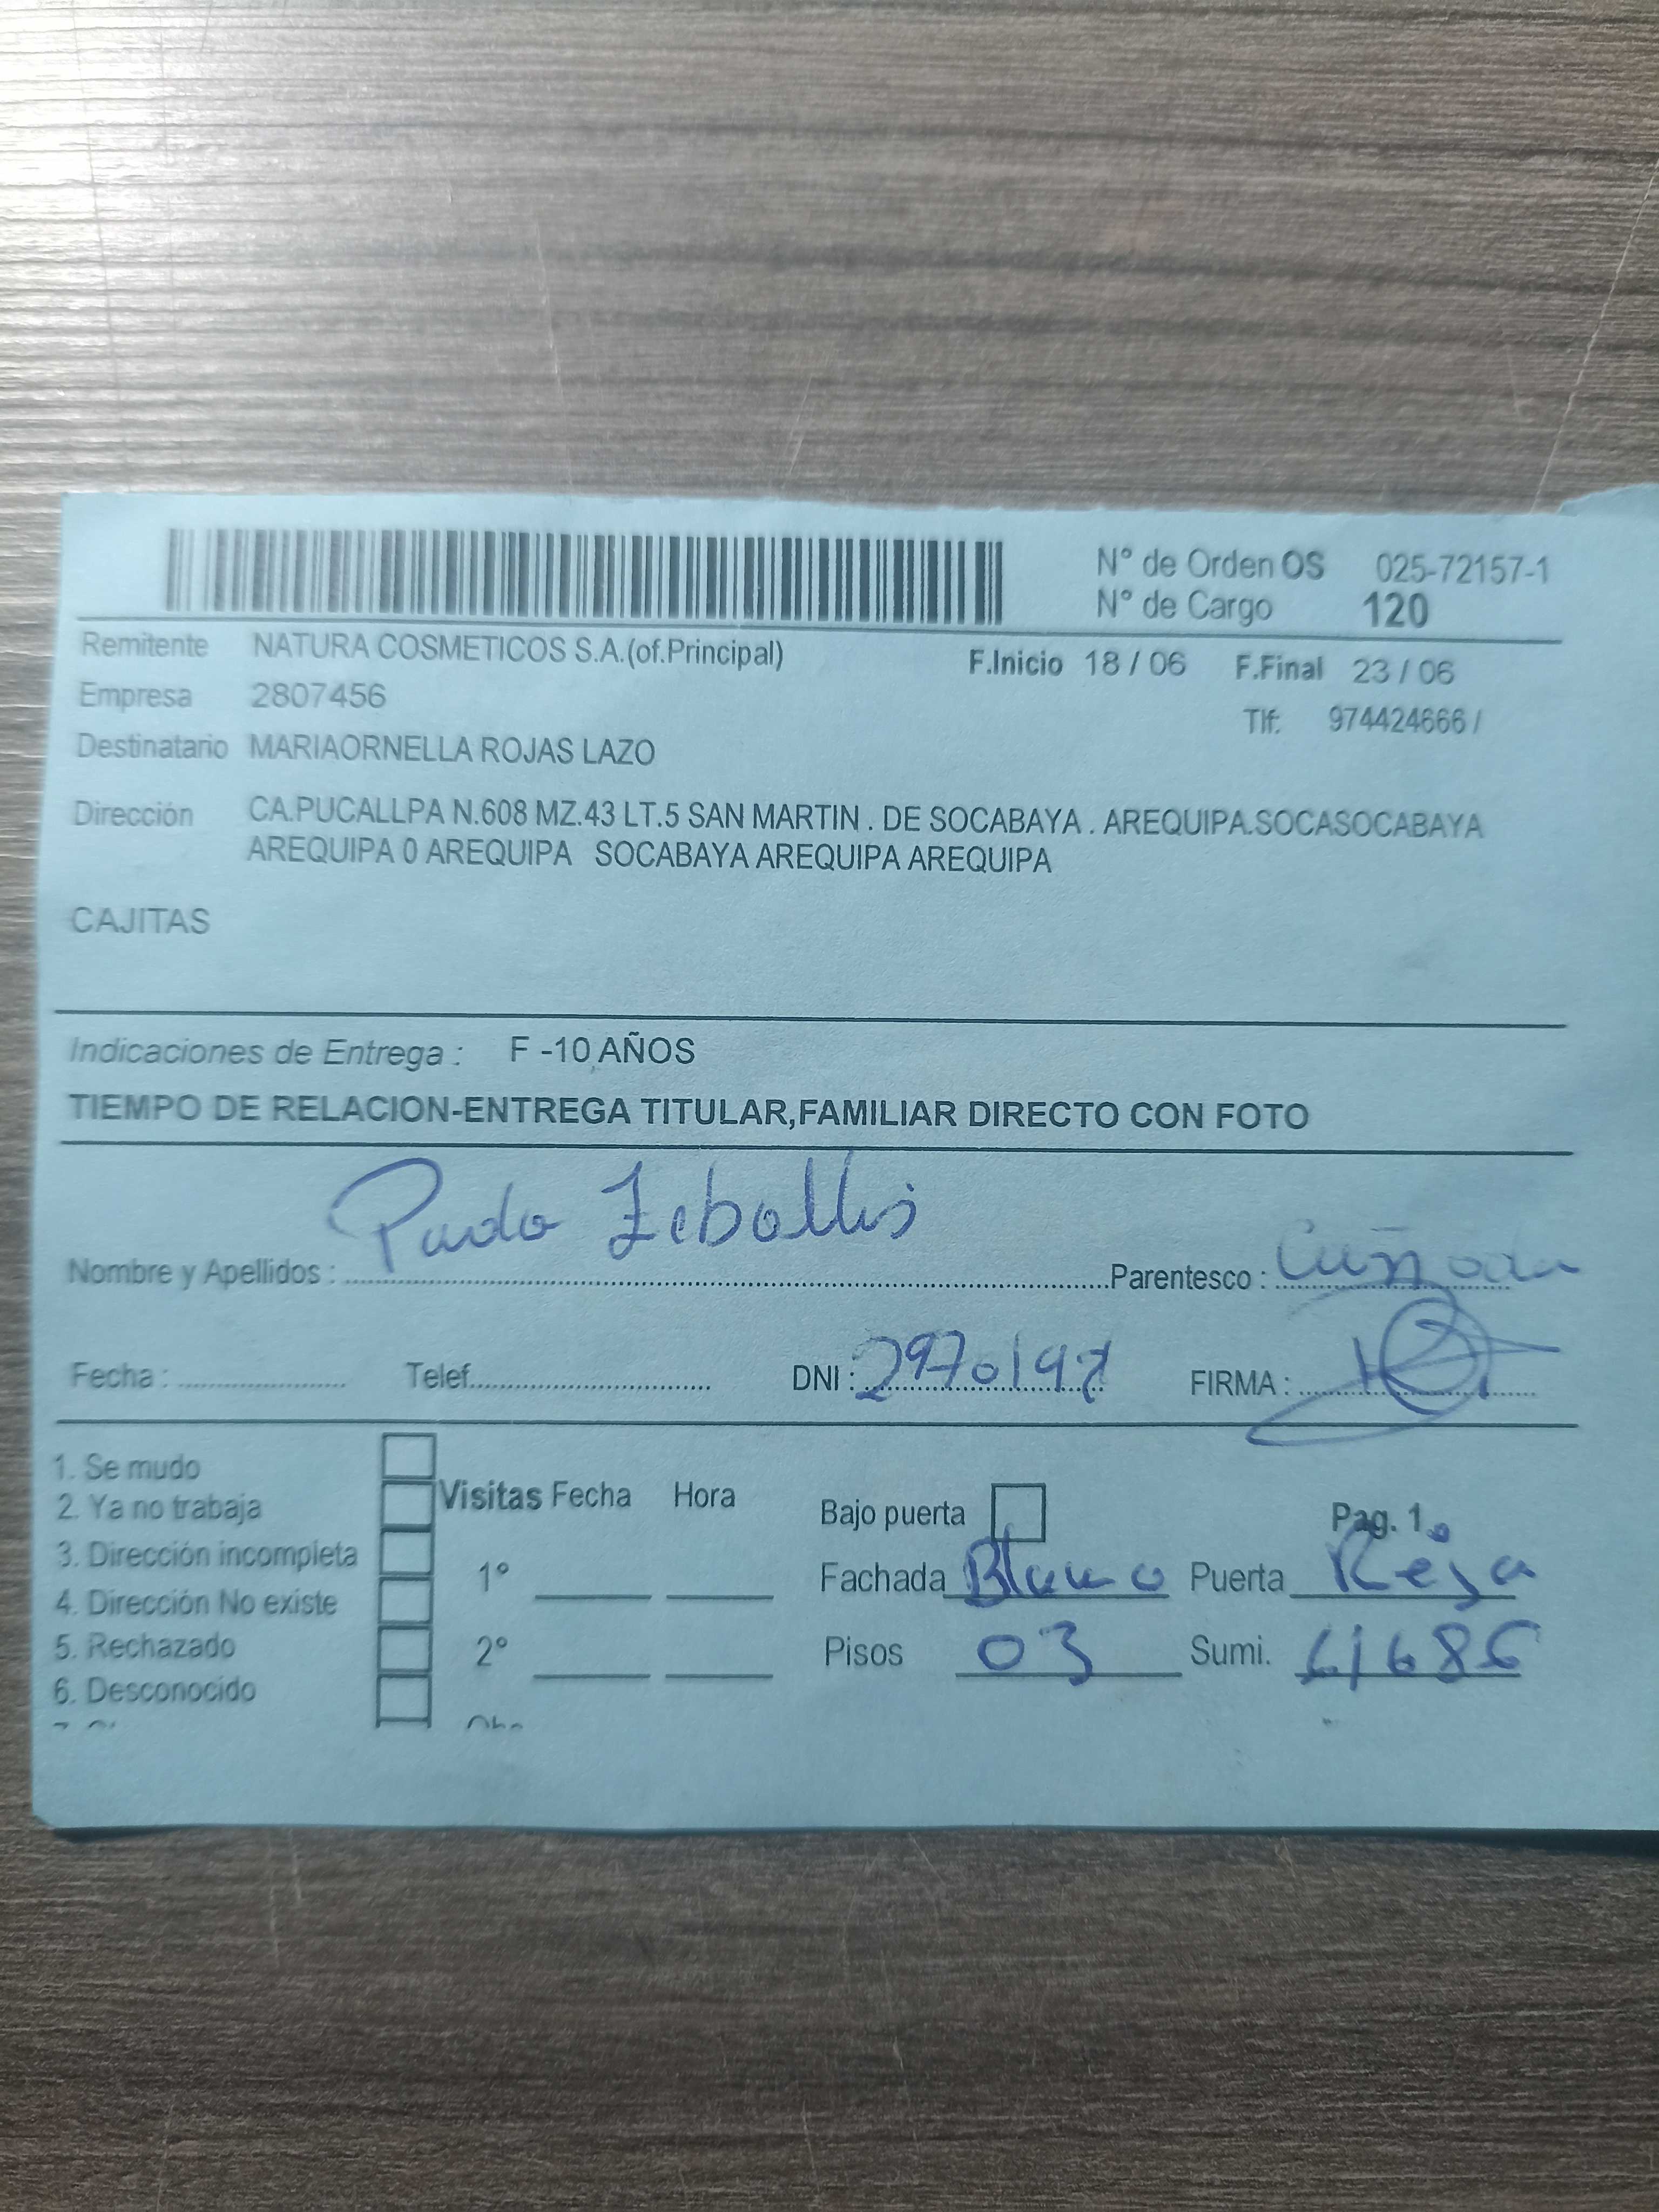 N° de Orden OS 025-72157-1
N° de Cargo 120
Remitente NATURA COSMETICOS S.A.(of.Principal)
F.Inicio 18 / 06 F.Final 23 / 06
Empresa 2807456
Tlf: 974424666 /
Destinatario MARIAORNELLA ROJAS LAZO
Dirección CA.PUCALLPA N.608 MZ.43 LT.5 SAN MARTIN . DE SOCABAYA . AREQUIPA.SOCASOCABAYA
AREQUIPA 0 AREQUIPA SOCABAYA AREQUIPA AREQUIPA
CAJITAS
Indicaciones de Entrega : F -10 AÑOS
TIEMPO DE RELACION-ENTREGA TITULAR,FAMILIAR DIRECTO CON FOTO
Nombre y Apellidos : Zeballos Parentesco : Cuñada
Fecha : Telef. DNI : FIRMA :
1. Se mudo
2. Ya no trabaja
3. Dirección incompleta
4. Dirección No existe
5. Rechazado
6. Desconocido
Visitas Fecha Hora
1°
2°
Bajo puerta Pag. 1
Fachada Blanco Puerta Reja
Pisos 03 Sumi.